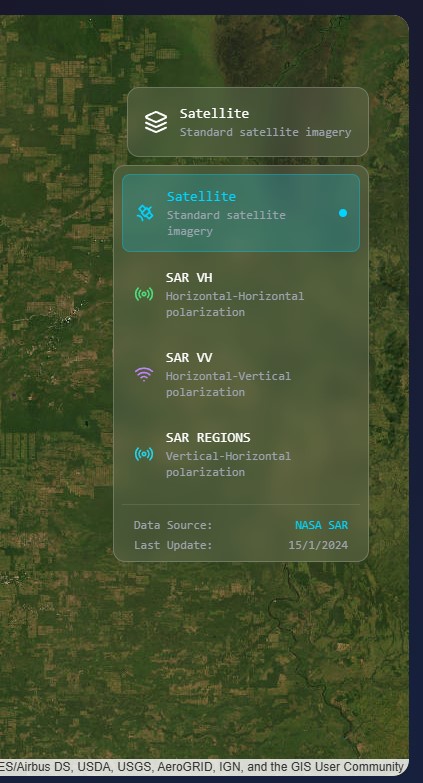 Satellite
Standard satellite imagery
Satellite
Standard satellite
imagery
SAR VH
Horizontal-Horizontal
polarization
SAR VV
Horizontal-Vertical
polarization
SAR REGIONS
Vertical-Horizontal
polarization
Data Source: NASA SAR
Last Update: 15/1/2024
ES/Airbus DS, USDA, USGS, AeroGRID, IGN, and the GIS User Community